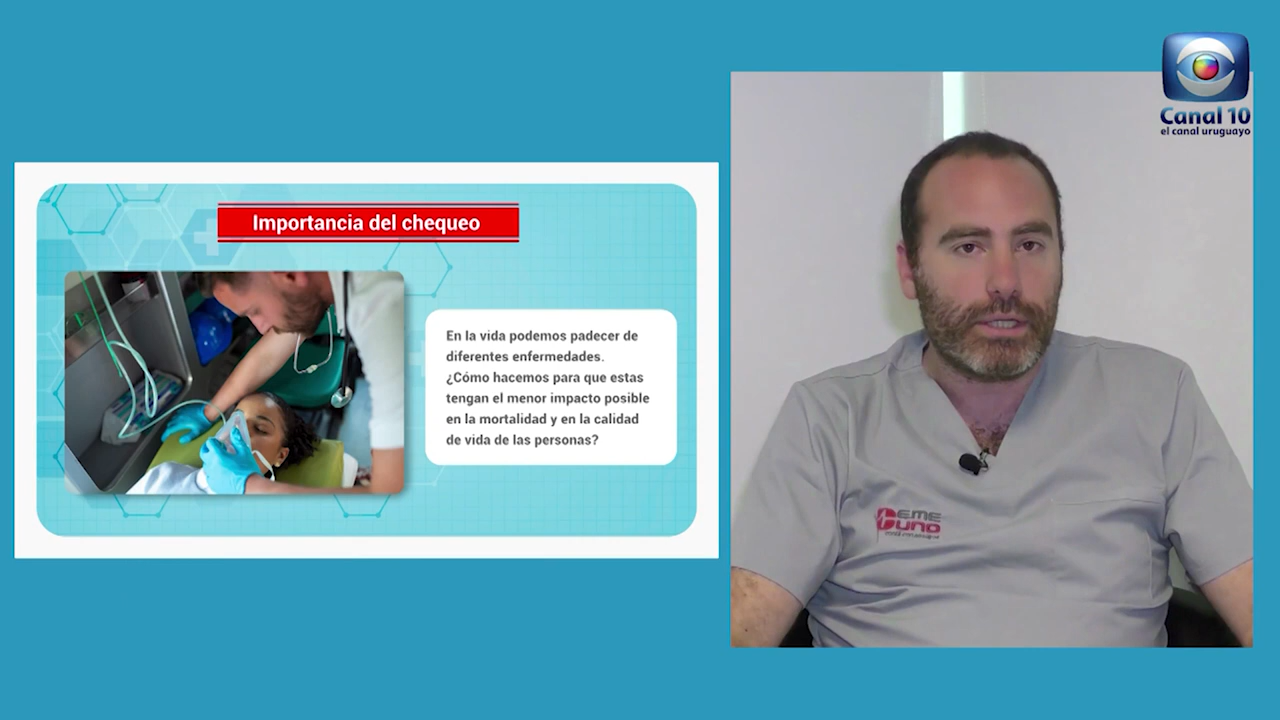 Canal 10
el canal uruguayo
Importancia del chequeo
En la vida podemos padecer de
diferentes enfermedades.
¿Cómo hacemos para que estas
tengan el menor impacto posible
en la mortalidad y en la calidad
de vida de las personas?
EME
UNO